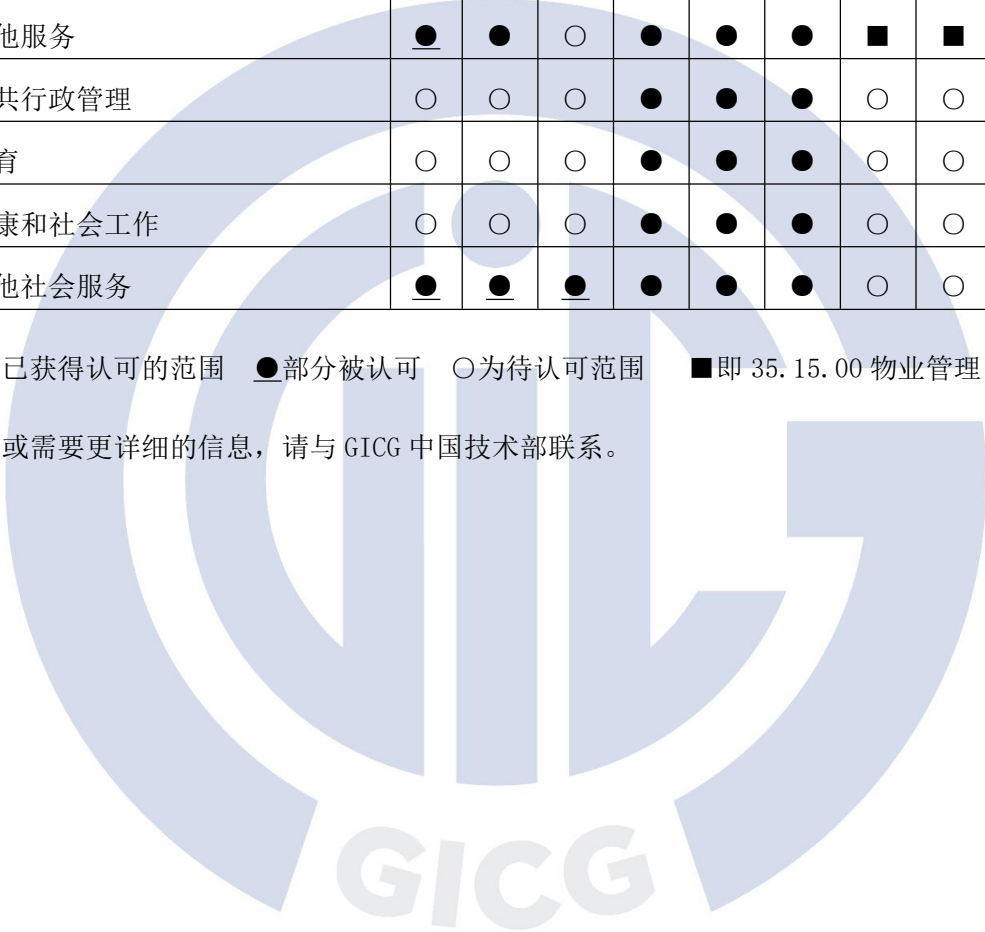 他服务 ● ● ○ ● ● ● ■ ■
共行政管理 ○ ○ ○ ● ● ● ○ ○
育 ○ ○ ○ ● ● ● ○ ○
康和社会工作 ○ ○ ○ ● ● ● ○ ○
他社会服务 ● ● ● ● ● ● ○ ○
已获得认可的范围 ●部分被认可 ○为待认可范围 ■即 35.15.00 物业管理
或需要更详细的信息，请与 GICG 中国技术部联系。
GICG